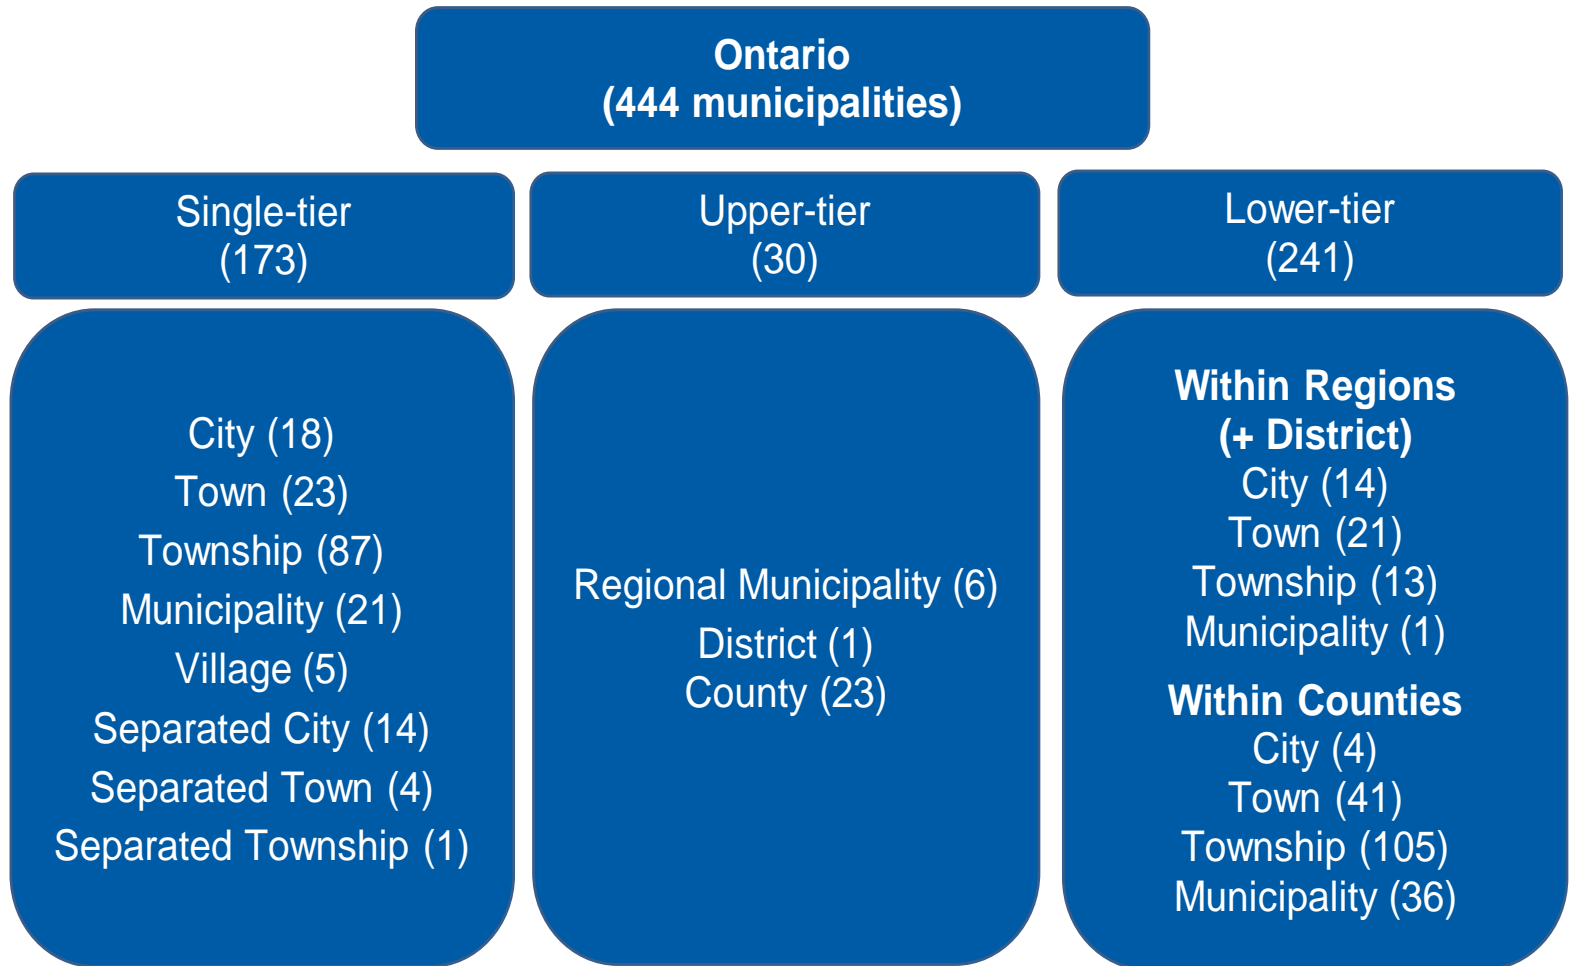 Ontario
(444 municipalities)
Single-tier
(173)
Upper-tier
(30)
Lower-tier
(241)
City (18)
Town (23)
Township (87)
Municipality (21)
Village (5)
Separated City (14)
Separated Town (4)
Separated Township (1)
Regional Municipality (6)
District (1)
County (23)
Within Regions
(+ District)
City (14)
Town (21)
Township (13)
Municipality (1)
Within Counties
City (4)
Town (41)
Township (105)
Municipality (36)